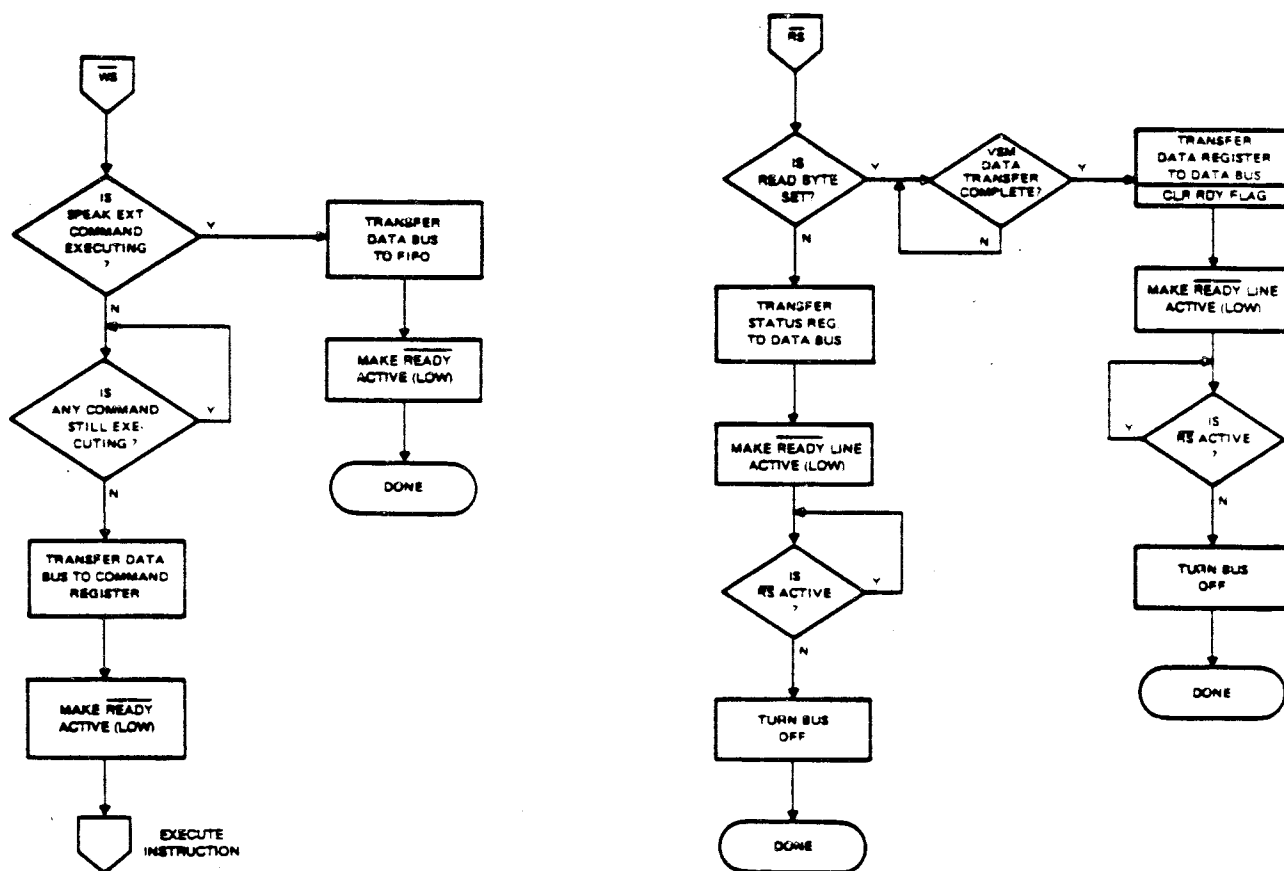 WS
IS
SPEAK EXT
COMMAND
EXECUTING
?
Y
N
TRANSFER
DATA BUS
TO FIFO
MAKE READY
ACTIVE (LOW)
DONE
IS
ANY COMMAND
STILL EXE-
CUTING ?
Y
N
TRANSFER DATA
BUS TO COMMAND
REGISTER
MAKE READY
ACTIVE (LOW)
EXECUTE
INSTRUCTION
RS
IS
READ BYTE
SET?
Y
N
VSM
DATA
TRANSFER
COMPLETE?
Y
N
TRANSFER
DATA REGISTER
TO DATA BUS
CLR RDY FLAG
MAKE READY LINE
ACTIVE (LOW)
IS
RS ACTIVE
?
Y
N
TURN BUS
OFF
DONE
TRANSFER
STATUS REG.
TO DATA BUS
MAKE READY LINE
ACTIVE (LOW)
IS
RS ACTIVE
?
Y
N
TURN BUS
OFF
DONE